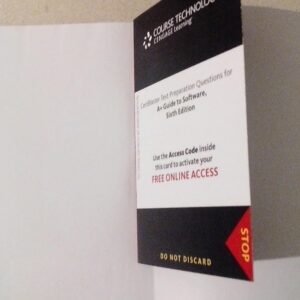 COURSE TECHNOLOGY
CENGAGE Learning
CertBlaster Test Preparation Questions for
A+ Guide to Software,
Sixth Edition
Use the Access Code inside
this card to activate your
FREE ONLINE ACCESS
STOP
DO NOT DISCARD